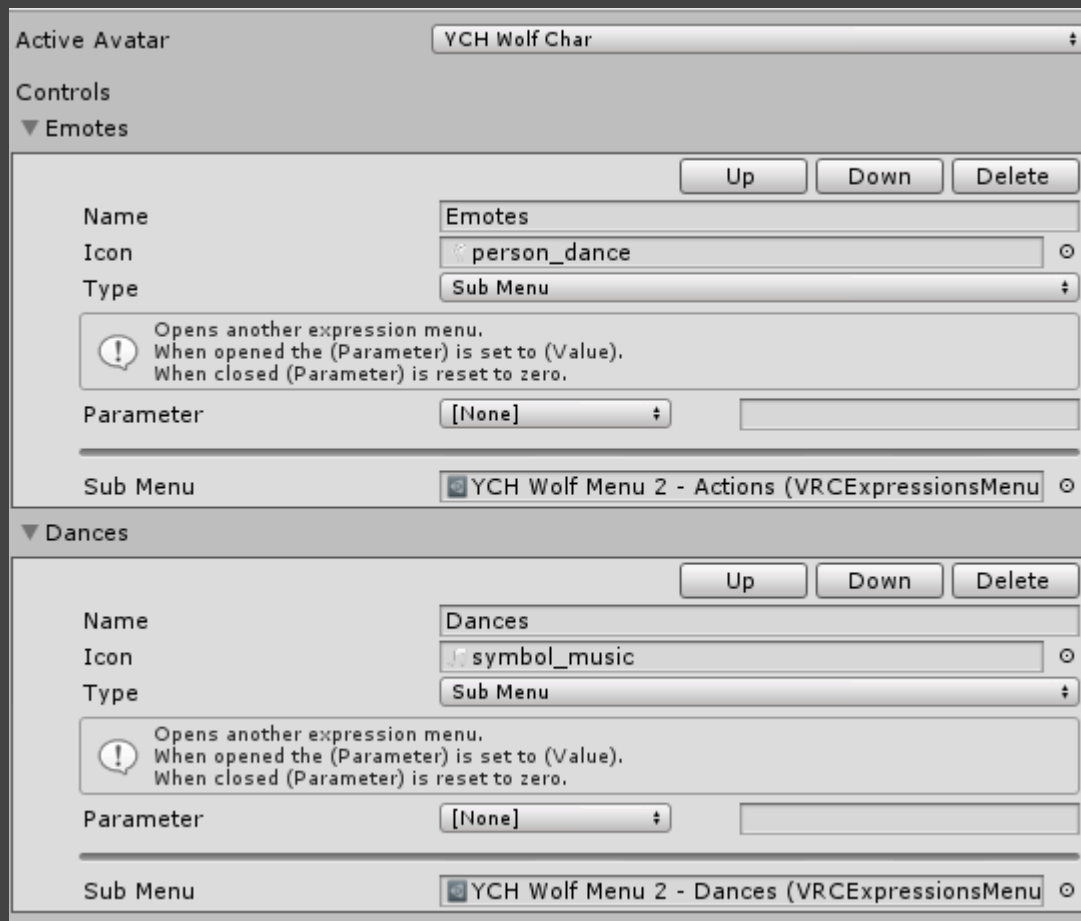 Active Avatar YCH Wolf Char
Controls
Emotes
Up Down Delete
Name Emotes
Icon person_dance
Type Sub Menu
Opens another expression menu.
When opened the (Parameter) is set to (Value).
When closed (Parameter) is reset to zero.
Parameter [None]
Sub Menu YCH Wolf Menu 2 - Actions (VRCExpressionsMenu
Dances
Up Down Delete
Name Dances
Icon symbol_music
Type Sub Menu
Opens another expression menu.
When opened the (Parameter) is set to (Value).
When closed (Parameter) is reset to zero.
Parameter [None]
Sub Menu YCH Wolf Menu 2 - Dances (VRCExpressionsMenu